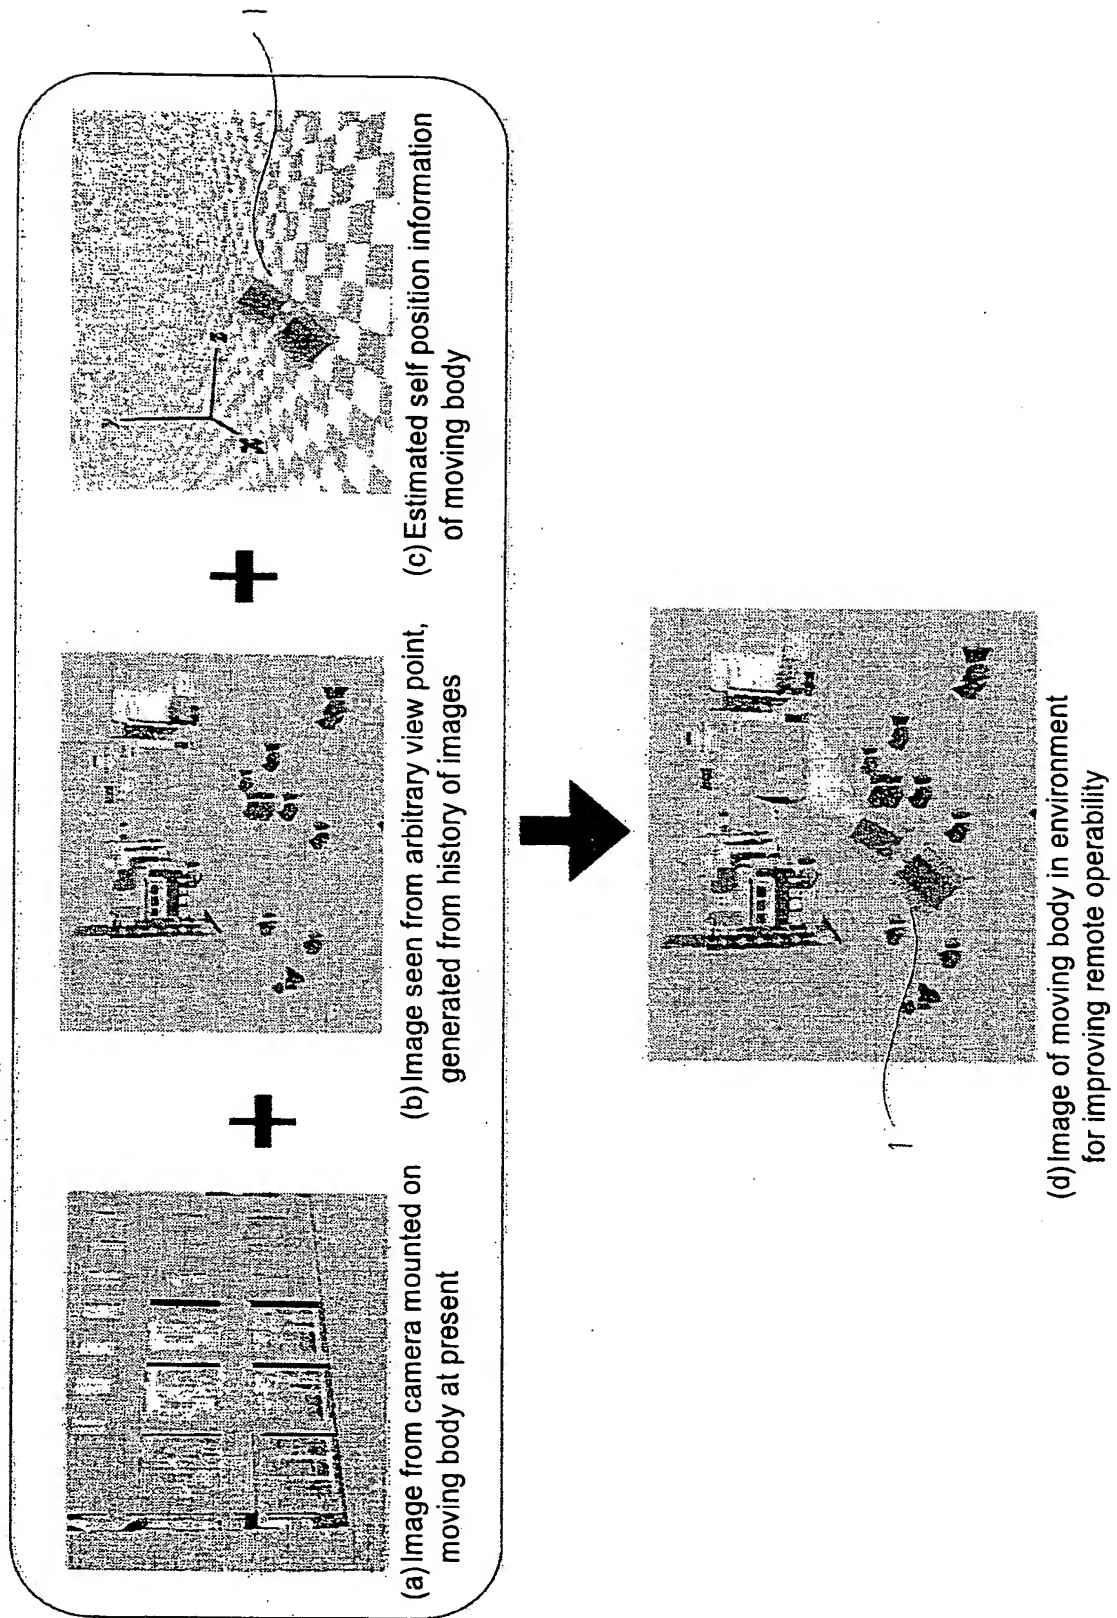 (a) Image from camera mounted on
moving body at present
+
(b) Image seen from arbitrary view point,
generated from history of images
+
y
z
x
1
(c) Estimated self position information
of moving body
1
(d) Image of moving body in environment
for improving remote operability